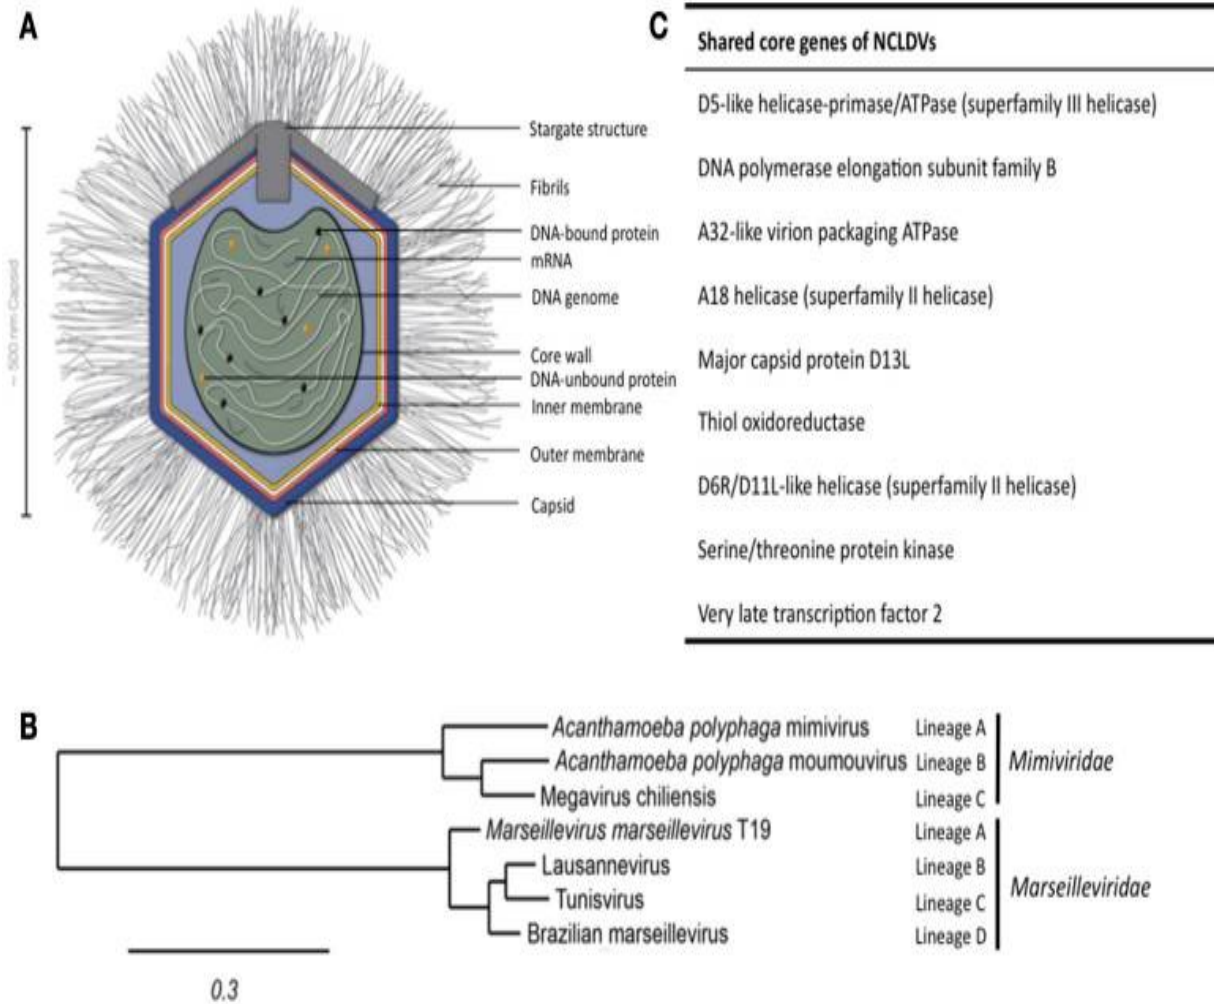 A
Stargate structure
Fibrils
DNA-bound protein
mRNA
DNA genome
Core wall
DNA-unbound protein
Inner membrane
Outer membrane
Capsid
~ 500 nm Capsid
C
Shared core genes of NCLDVs
D5-like helicase-primase/ATPase (superfamily III helicase)
DNA polymerase elongation subunit family B
A32-like virion packaging ATPase
A18 helicase (superfamily II helicase)
Major capsid protein D13L
Thiol oxidoreductase
D6R/D11L-like helicase (superfamily II helicase)
Serine/threonine protein kinase
Very late transcription factor 2
B
Acanthamoeba polyphaga mimivirus Lineage A
Acanthamoeba polyphaga moumouvirus Lineage B
Megavirus chiliensis Lineage C
Mimiviridae
Marseillevirus marseillevirus T19 Lineage A
Lausannevirus Lineage B
Tunisvirus Lineage C
Brazilian marseillevirus Lineage D
Marseilleviridae
0.3